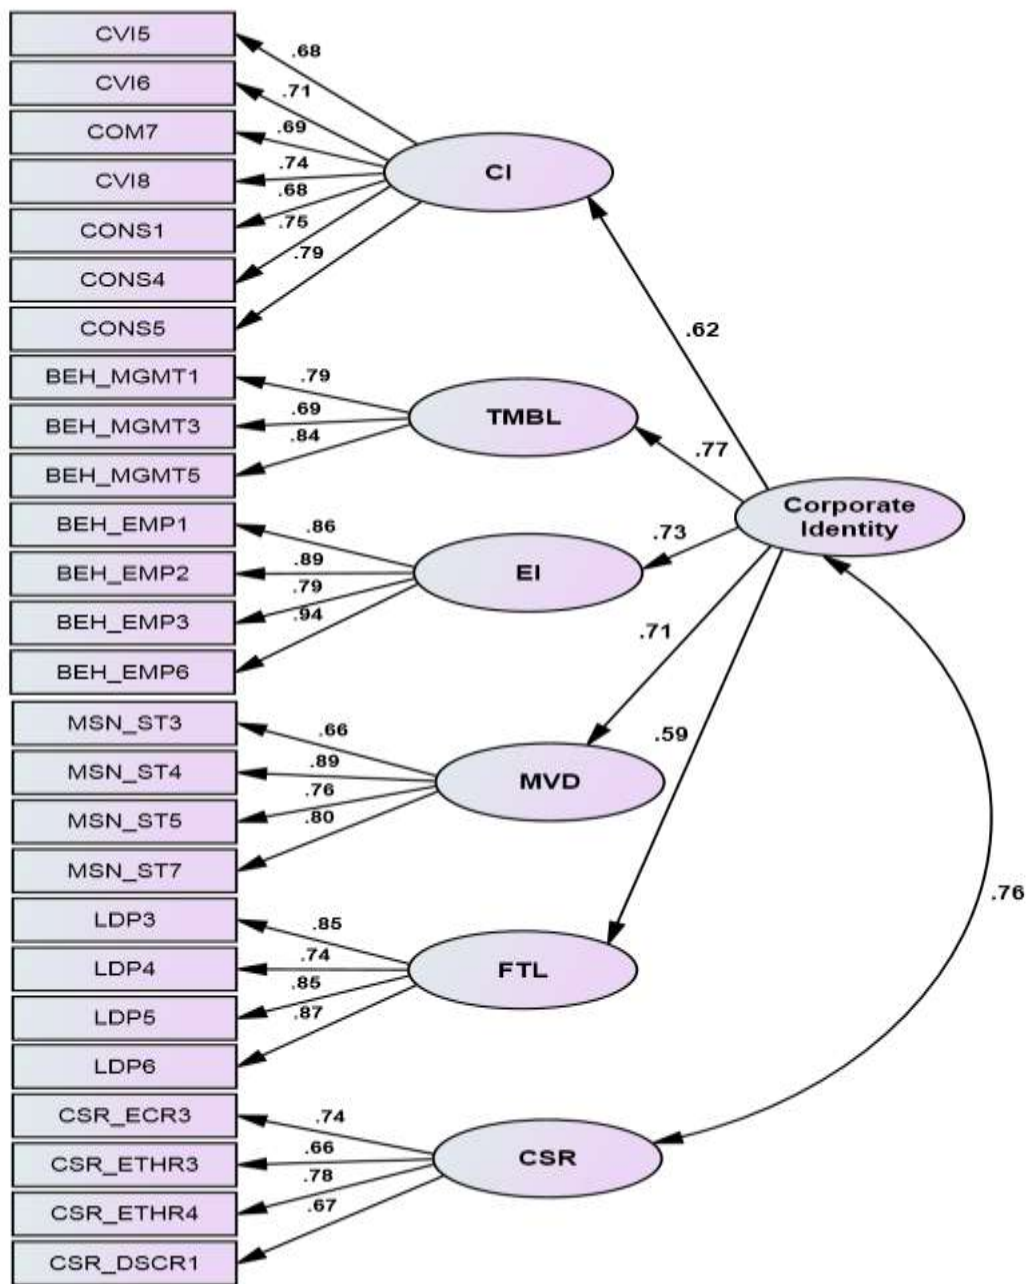 CVI5
.68
CVI6
.71
COM7
.69
CVI8
.74
CONS1
.68
CONS4
.75
CONS5
.79
CI
.62
BEH_MGMT1
.79
BEH_MGMT3
.69
BEH_MGMT5
.84
TMBL
.77
Corporate
Identity
BEH_EMP1
.86
BEH_EMP2
.89
BEH_EMP3
.79
BEH_EMP6
.94
EI
.73
MSN_ST3
.66
MSN_ST4
.89
MSN_ST5
.76
MSN_ST7
.80
MVD
.71
LDP3
.85
LDP4
.74
LDP5
.85
LDP6
.87
FTL
.59
CSR_ECR3
.74
CSR_ETHR3
.66
CSR_ETHR4
.78
CSR_DSCR1
.67
CSR
.76